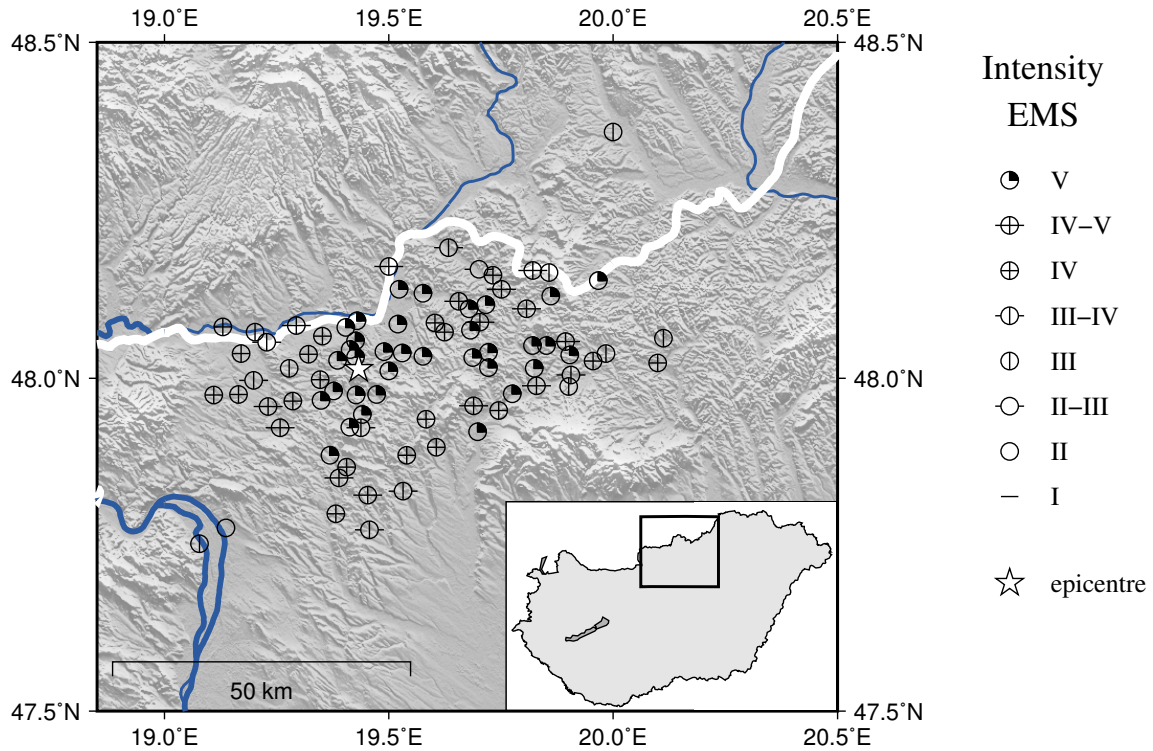 19.0˚E 19.5˚E 20.0˚E 20.5˚E
48.5˚N 48.5˚N
Intensity
EMS
V
IV–V
IV
III–IV
III
II–III
II
I
epicentre
48.0˚N 48.0˚N
50 km
47.5˚N 47.5˚N
19.0˚E 19.5˚E 20.0˚E 20.5˚E